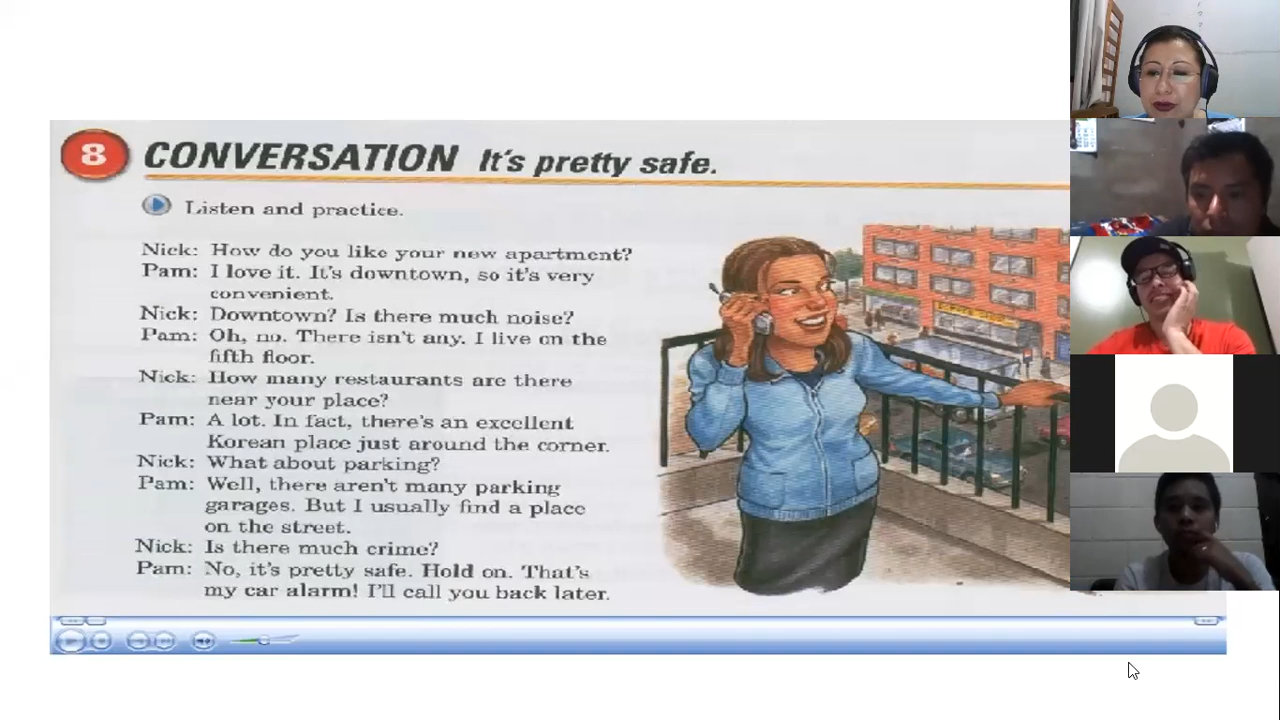 8 CONVERSATION It's pretty safe.
Listen and practice.
Nick: How do you like your new apartment?
Pam: I love it. It's downtown, so it's very
convenient.
Nick: Downtown? Is there much noise?
Pam: Oh, no. There isn't any. I live on the
fifth floor.
Nick: How many restaurants are there
near your place?
Pam: A lot. In fact, there's an excellent
Korean place just around the corner.
Nick: What about parking?
Pam: Well, there aren't many parking
garages. But I usually find a place
on the street.
Nick: Is there much crime?
Pam: No, it's pretty safe. Hold on. That's
my car alarm! I'll call you back later.